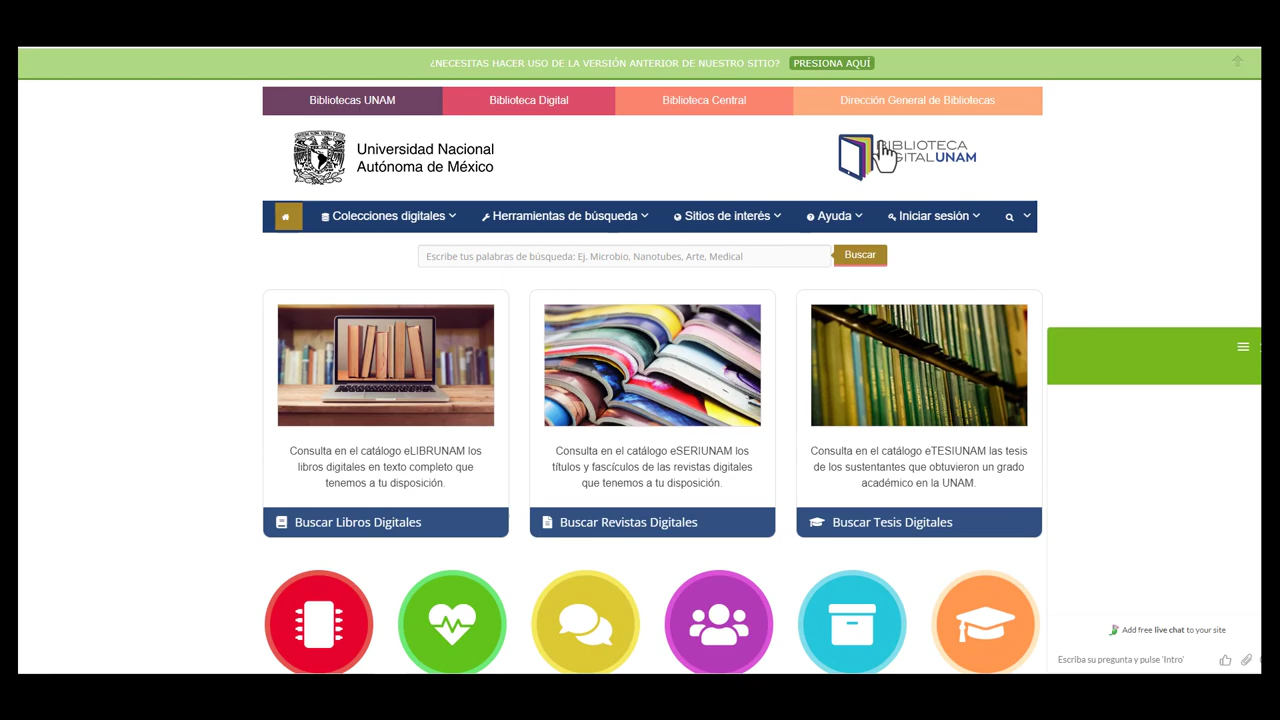 ¿NECESITAS HACER USO DE LA VERSIÓN ANTERIOR DE NUESTRO SITIO? PRESIONA AQUÍ
Bibliotecas UNAM Biblioteca Digital Biblioteca Central Dirección General de Bibliotecas
Universidad Nacional
Autónoma de México
BIBLIOTECA
UNAM
Colecciones digitales Herramientas de búsqueda Sitios de interés Ayuda Iniciar sesión
Escribe tus palabras de búsqueda: Ej. Microbio, Nanotubes, Arte, Medical Buscar
Consulta en el catálogo eLIBRUNAM los
libros digitales en texto completo que
tenemos a tu disposición.
Buscar Libros Digitales
Consulta en el catálogo eSERIUNAM los
títulos y fascículos de las revistas digitales
que tenemos a tu disposición.
Buscar Revistas Digitales
Consulta en el catálogo eTESIUNAM las tesis
de los sustentantes que obtuvieron un grado
académico en la UNAM.
Buscar Tesis Digitales
Add free live chat to your site
Escriba su pregunta y pulse 'Intro'